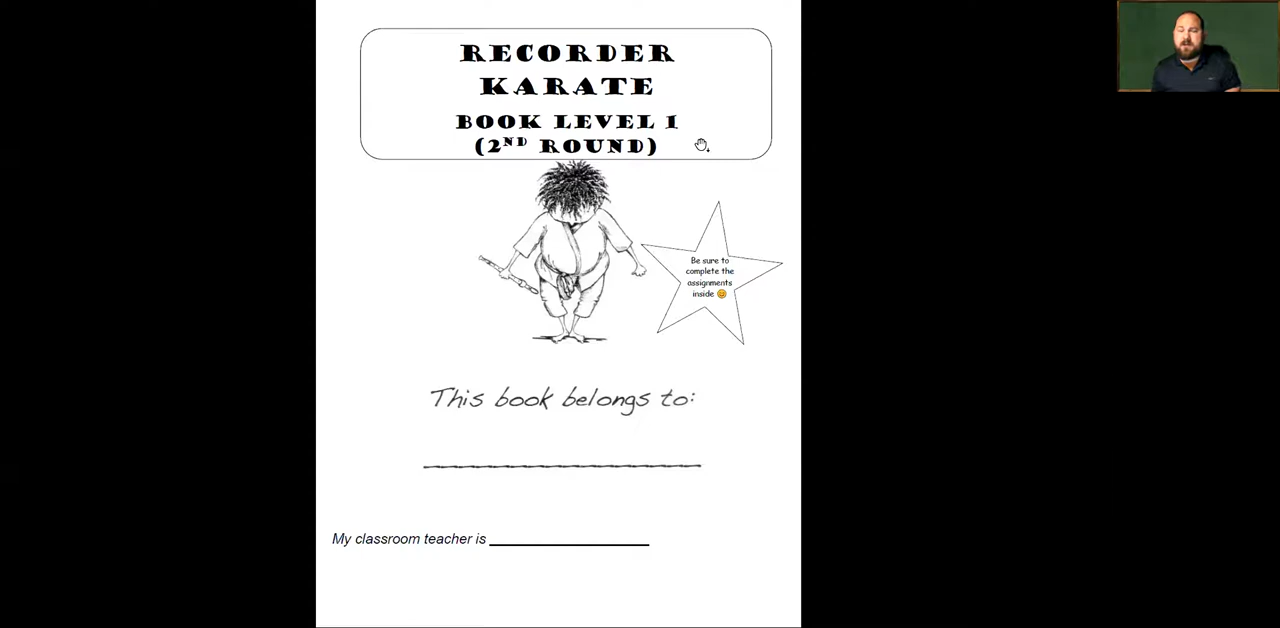 RECORDER
KARATE
BOOK LEVEL 1
(2ND ROUND)
Be sure to
complete the
assignments
inside 😊
This book belongs to:
My classroom teacher is